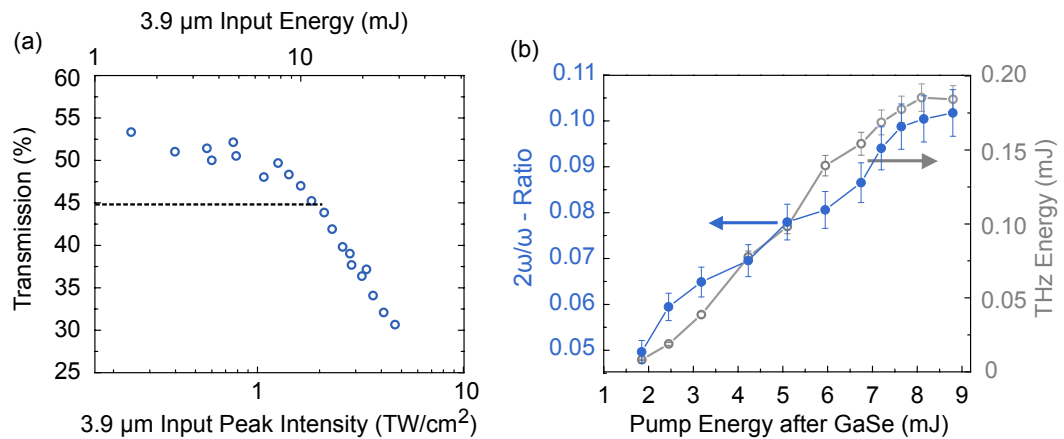 (a)
3.9 µm Input Energy (mJ)
1 10
60
55
50
45
40
35
30
25
Transmission (%)
1 10
3.9 µm Input Peak Intensity (TW/cm²)
(b)
0.11
0.10
0.09
0.08
0.07
0.06
0.05
2ω/ω - Ratio
0.20
0.15
0.10
0.05
0
THz Energy (mJ)
1 2 3 4 5 6 7 8 9
Pump Energy after GaSe (mJ)